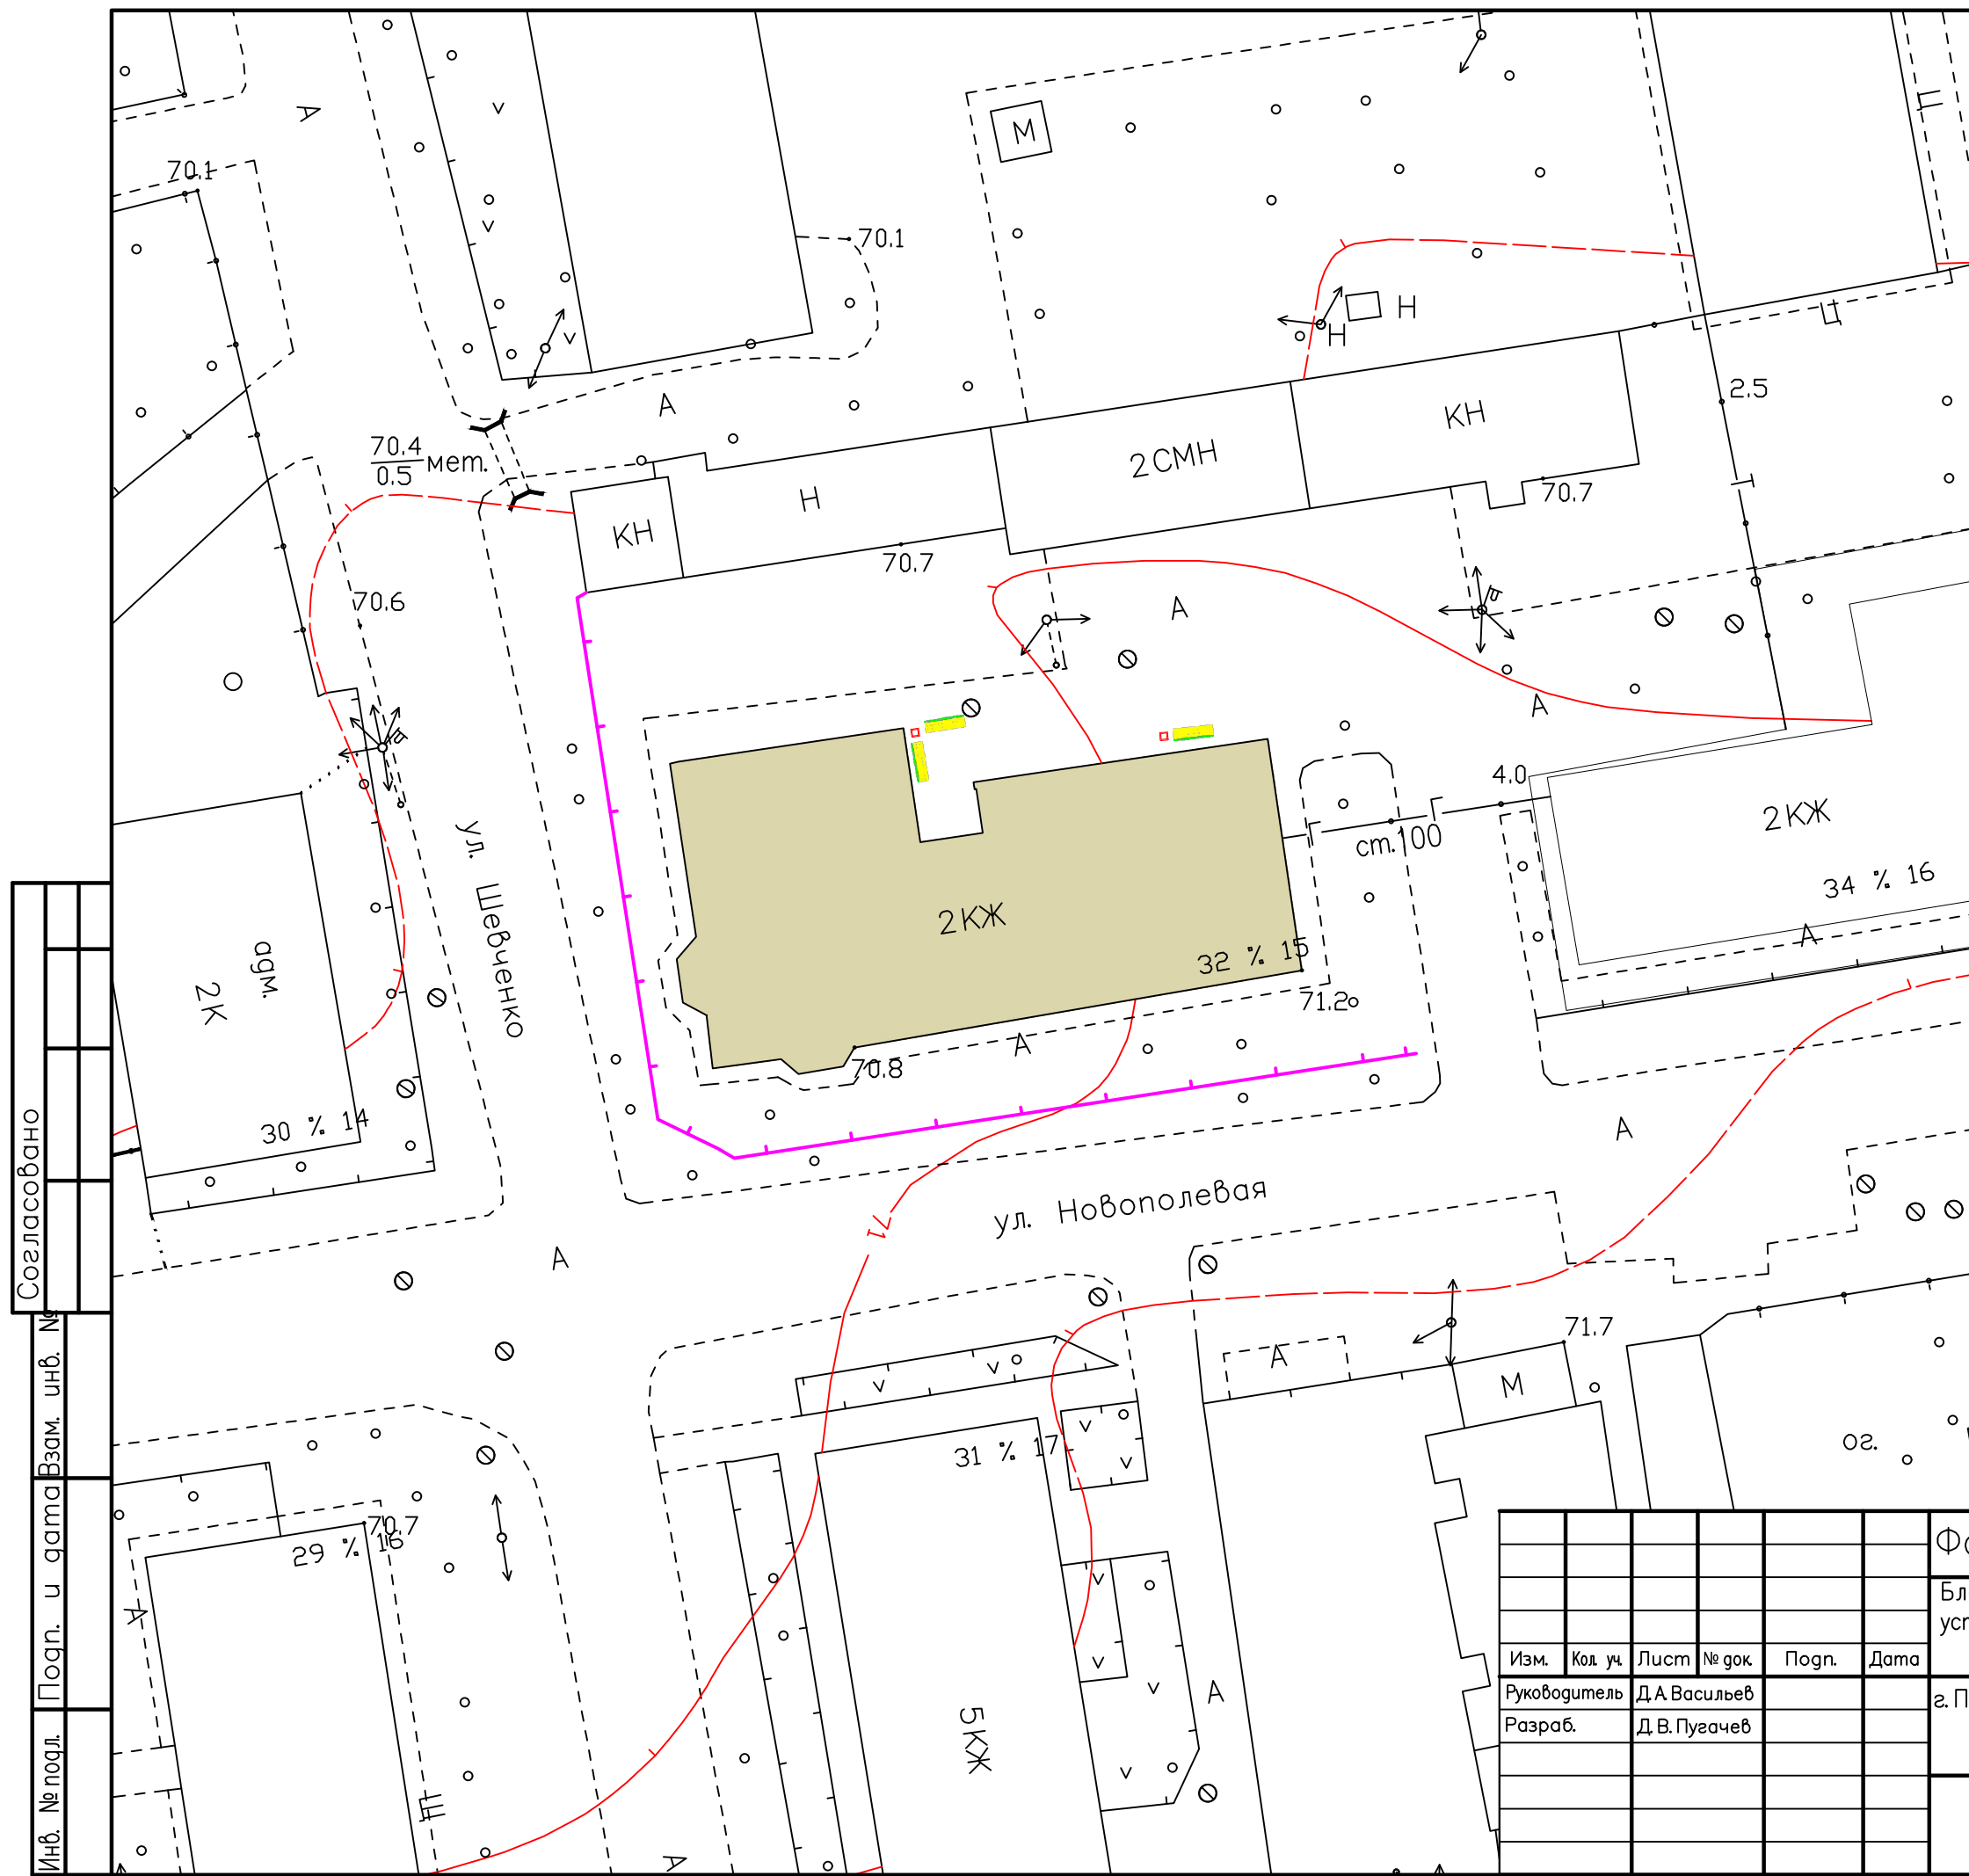 А
70.1
М
70.1
Ц
Н
Н
Ц
2.5
А
КН
70.4
0.5
мет.
2СМН
Н
70.7
КН
70.7
Т
70.6
А
А
4.0
2КЖ
ст.100
34 % 16
ул. Шевченко
2КЖ
А
32 % 15
адм.
2К
71.2
А
70.8
30 % 14
А
ул. Новополевая
71
А
71.7
А
М
ог.
31 % 17
70.7
29 % 16
А
5КЖ
А
Ш
А
Согласовано
Взам. инв. №
Подп. и дата
Инв. № подл.
Изм.
Кол. уч.
Лист
№ док.
Подп.
Дата
Руководитель
Д.А.Васильев
Разраб.
Д.В.Пугачев
г. П